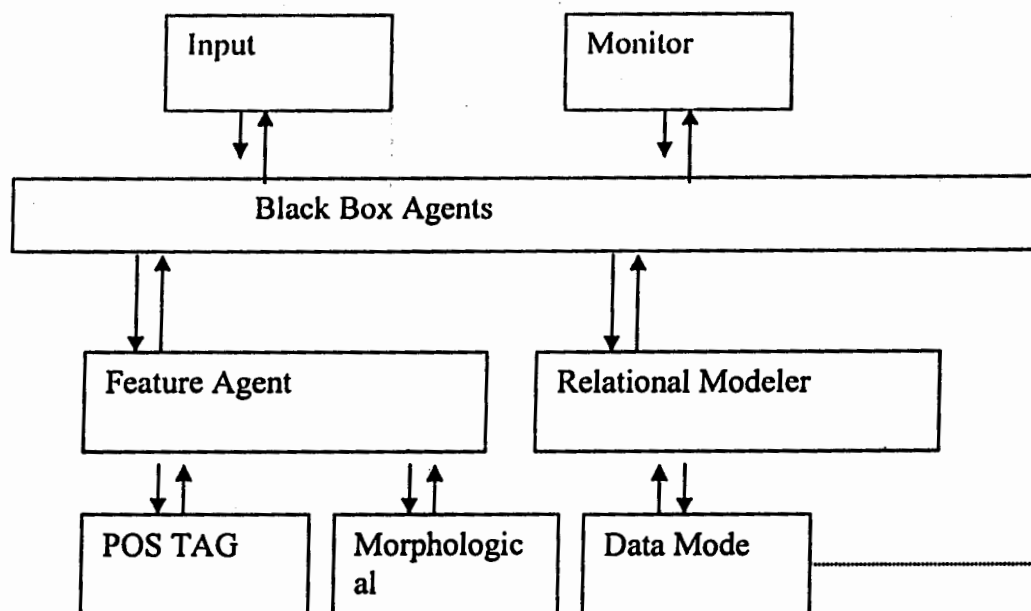 Input
Monitor
Black Box Agents
Feature Agent
Relational Modeler
POS TAG
Morphologic
al
Data Mode